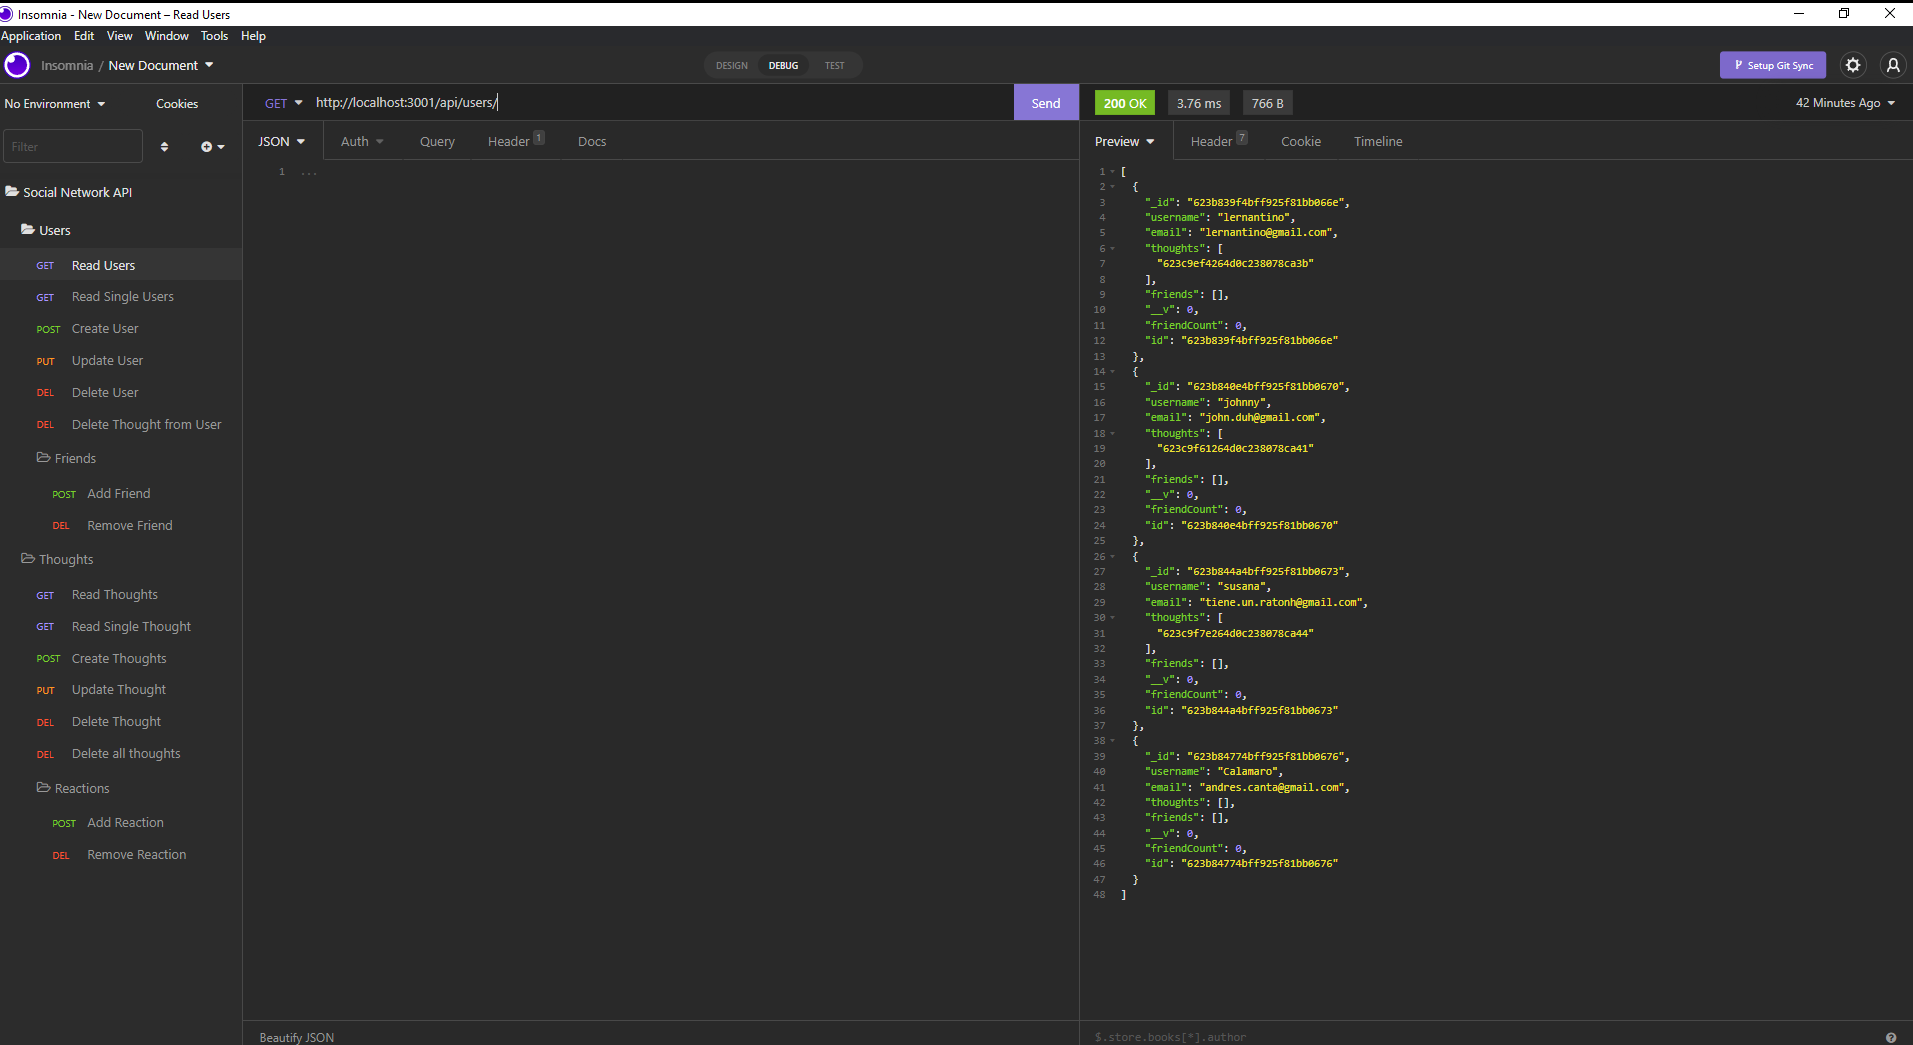 Insomnia - New Document – Read Users
Application Edit View Window Tools Help
Insomnia / New Document
DESIGN DEBUG TEST
Setup Git Sync
No Environment Cookies
GET http://localhost:3001/api/users/
Send
200 OK 3.76 ms 766 B
42 Minutes Ago
Filter
JSON Auth Query Header 1 Docs
Preview Header 7 Cookie Timeline
Social Network API
Users
GET Read Users
GET Read Single Users
POST Create User
PUT Update User
DEL Delete User
DEL Delete Thought from User
Friends
POST Add Friend
DEL Remove Friend
Thoughts
GET Read Thoughts
GET Read Single Thought
POST Create Thoughts
PUT Update Thought
DEL Delete Thought
DEL Delete all thoughts
Reactions
POST Add Reaction
DEL Remove Reaction
1 ...
1 [
2 {
3 "_id": "623b839f4bff925f81bb066e",
4 "username": "lernantino",
5 "email": "lernantino@gmail.com",
6 "thoughts": [
7 "623c9ef4264d0c238078ca3b"
8 ],
9 "friends": [],
10 "__v": 0,
11 "friendCount": 0,
12 "id": "623b839f4bff925f81bb066e"
13 },
14 {
15 "_id": "623b840e4bff925f81bb0670",
16 "username": "johnny",
17 "email": "john.duh@gmail.com",
18 "thoughts": [
19 "623c9f61264d0c238078ca41"
20 ],
21 "friends": [],
22 "__v": 0,
23 "friendCount": 0,
24 "id": "623b840e4bff925f81bb0670"
25 },
26 {
27 "_id": "623b844a4bff925f81bb0673",
28 "username": "susana",
29 "email": "tiene.un.ratonh@gmail.com",
30 "thoughts": [
31 "623c9f7e264d0c238078ca44"
32 ],
33 "friends": [],
34 "__v": 0,
35 "friendCount": 0,
36 "id": "623b844a4bff925f81bb0673"
37 },
38 {
39 "_id": "623b84774bff925f81bb0676",
40 "username": "Calamaro",
41 "email": "andres.canta@gmail.com",
42 "thoughts": [],
43 "friends": [],
44 "__v": 0,
45 "friendCount": 0,
46 "id": "623b84774bff925f81bb0676"
47 }
48 ]
Beautify JSON
$.store.books[*].author